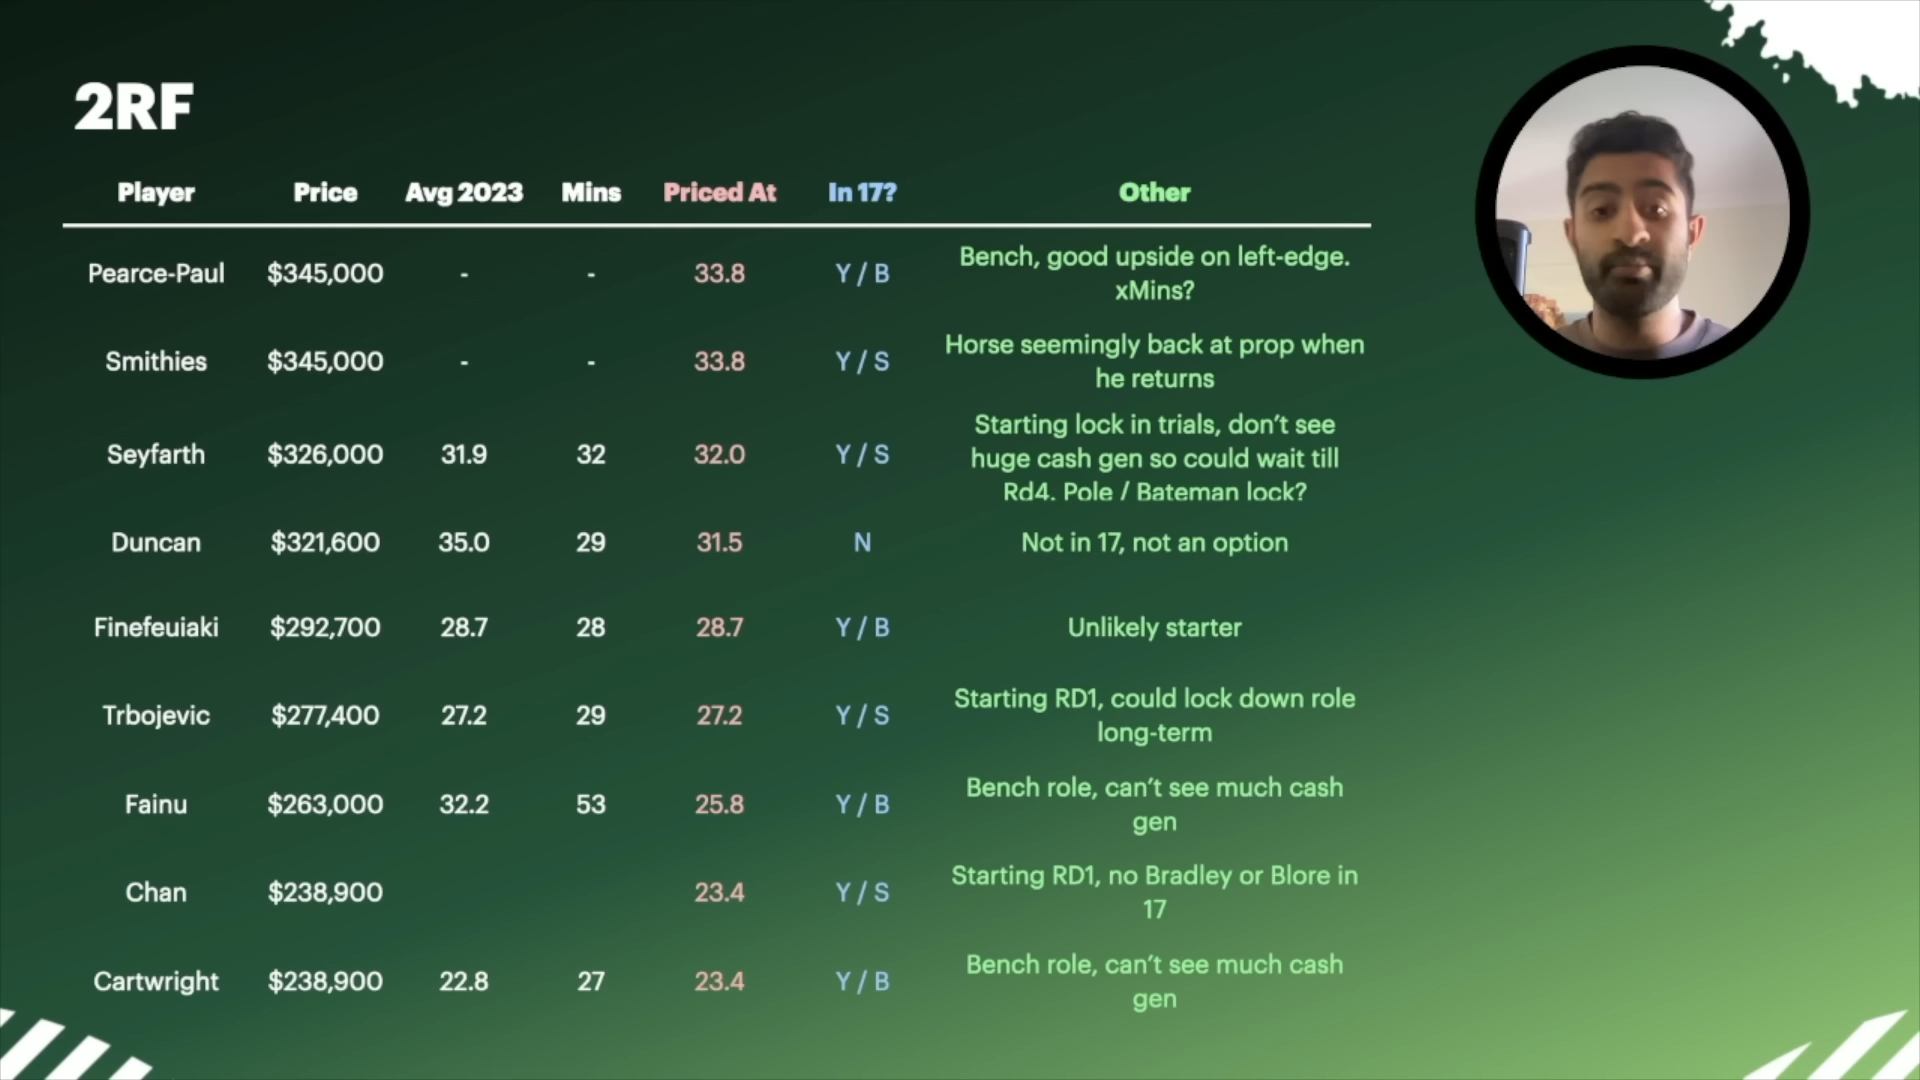 2RF
Player Price Avg 2023 Mins Priced At In 17? Other
Pearce-Paul $345,000 - - 33.8 Y / B Bench, good upside on left-edge.
xMins?
Smithies $345,000 - - 33.8 Y / S Horse seemingly back at prop when
he returns
Seyfarth $326,000 31.9 32 32.0 Y / S Starting lock in trials, don't see
huge cash gen so could wait till
Rd4. Pole / Bateman lock?
Duncan $321,600 35.0 29 31.5 N Not in 17, not an option
Finefeuiaki $292,700 28.7 28 28.7 Y / B Unlikely starter
Trbojevic $277,400 27.2 29 27.2 Y / S Starting RD1, could lock down role
long-term
Fainu $263,000 32.2 53 25.8 Y / B Bench role, can't see much cash
gen
Chan $238,900 23.4 Y / S Starting RD1, no Bradley or Blore in
17
Cartwright $238,900 22.8 27 23.4 Y / B Bench role, can't see much cash
gen